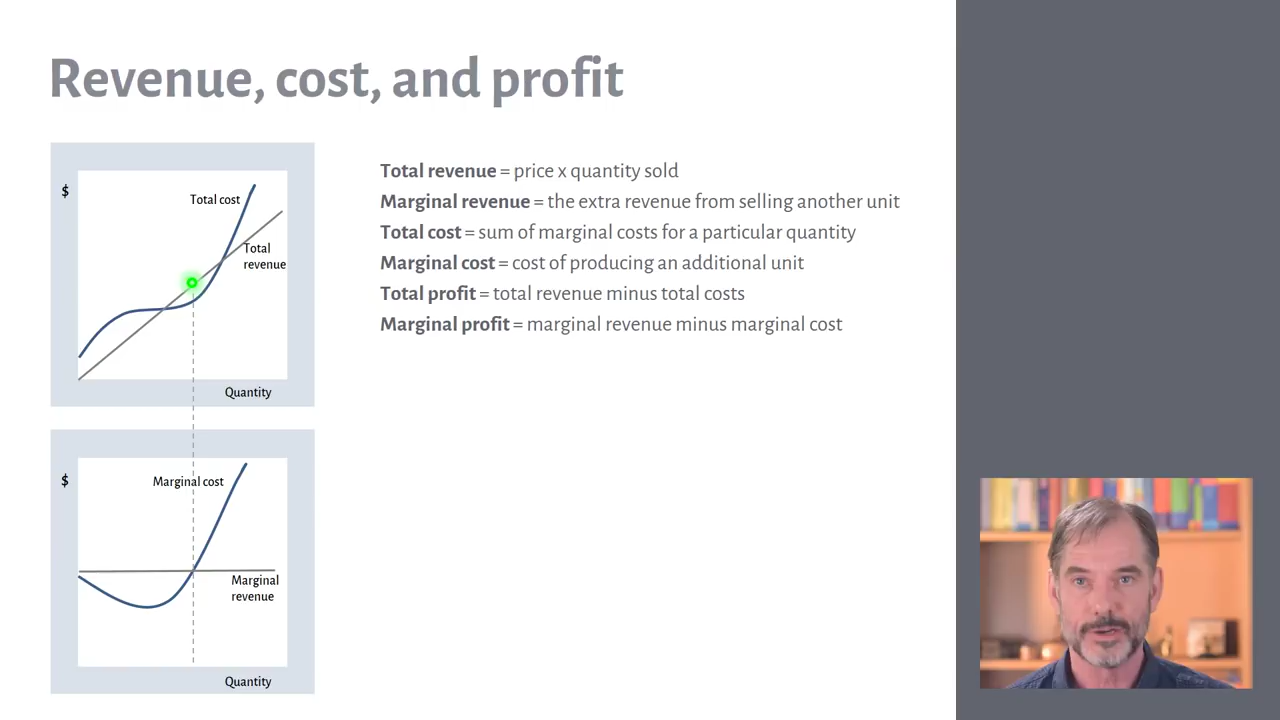 Revenue, cost, and profit
$
Total cost
Total
revenue
Quantity
$
Marginal cost
Marginal
revenue
Quantity
Total revenue = price x quantity sold
Marginal revenue = the extra revenue from selling another unit
Total cost = sum of marginal costs for a particular quantity
Marginal cost = cost of producing an additional unit
Total profit = total revenue minus total costs
Marginal profit = marginal revenue minus marginal cost